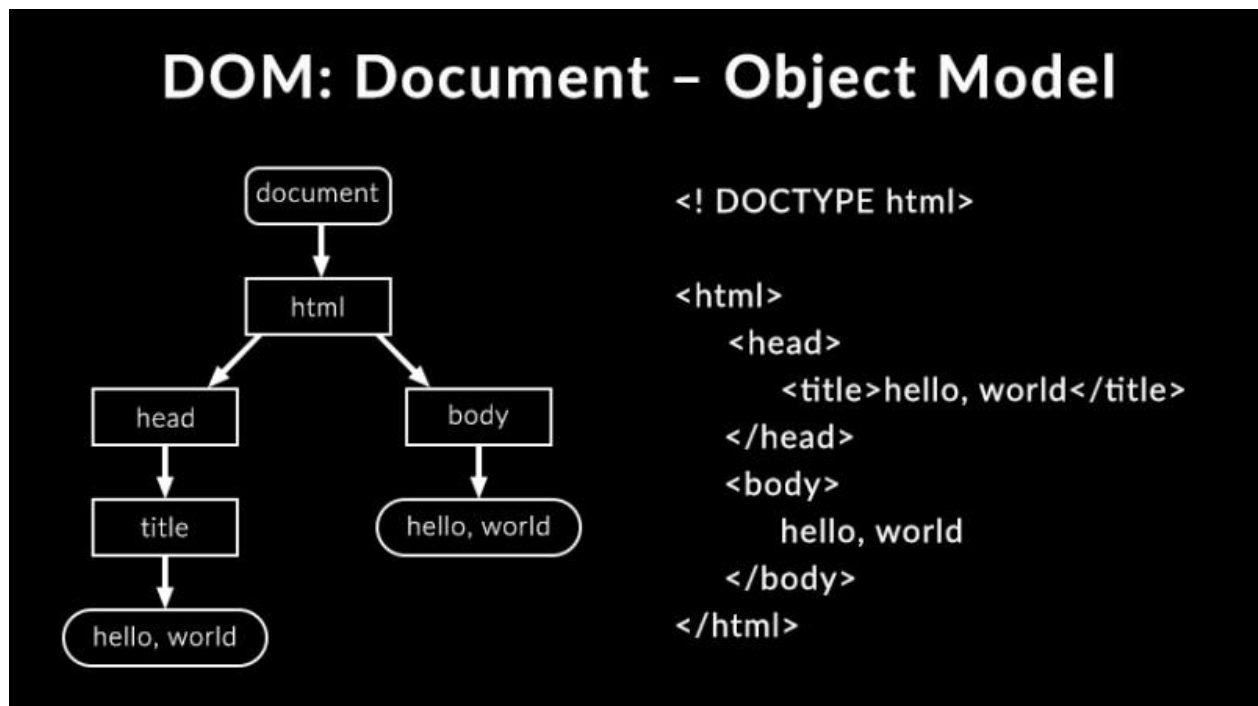 DOM: Document – Object Model
document
html
head
body
title
hello, world
hello, world
<! DOCTYPE html>
<html>
<head>
<title>hello, world</title>
</head>
<body>
hello, world
</body>
</html>